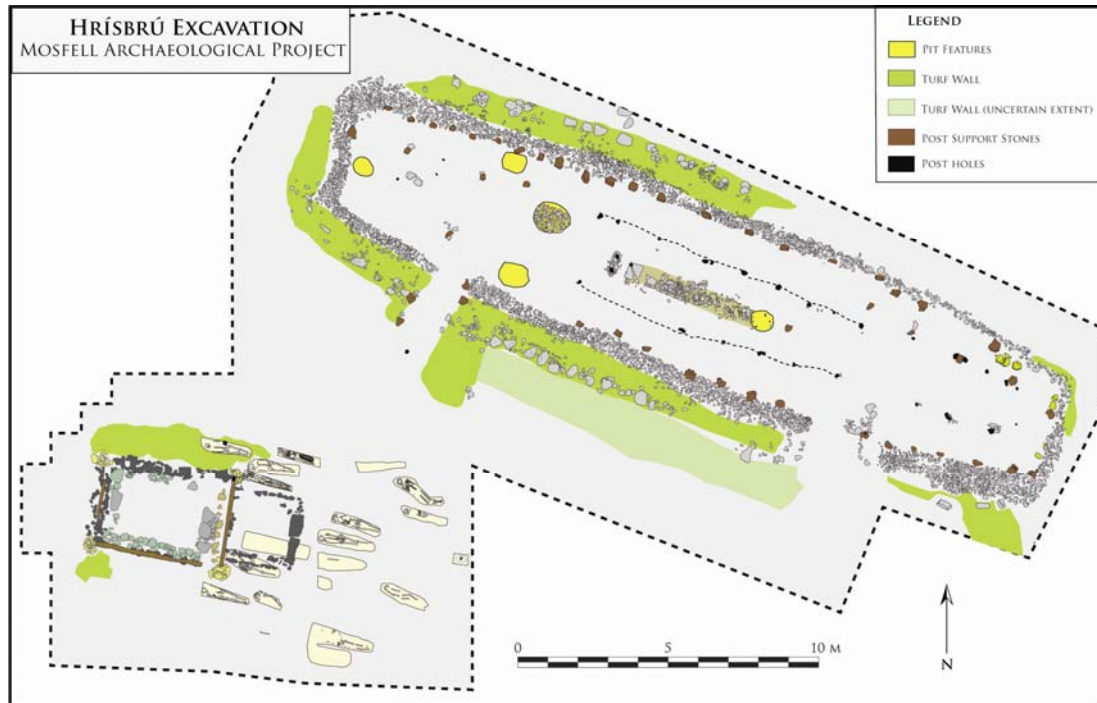 Hrísbrú Excavation
Mosfell Archaeological Project
Legend
Pit Features
Turf Wall
Turf Wall (uncertain extent)
Post Support Stones
Post holes
0 5 10 m
N